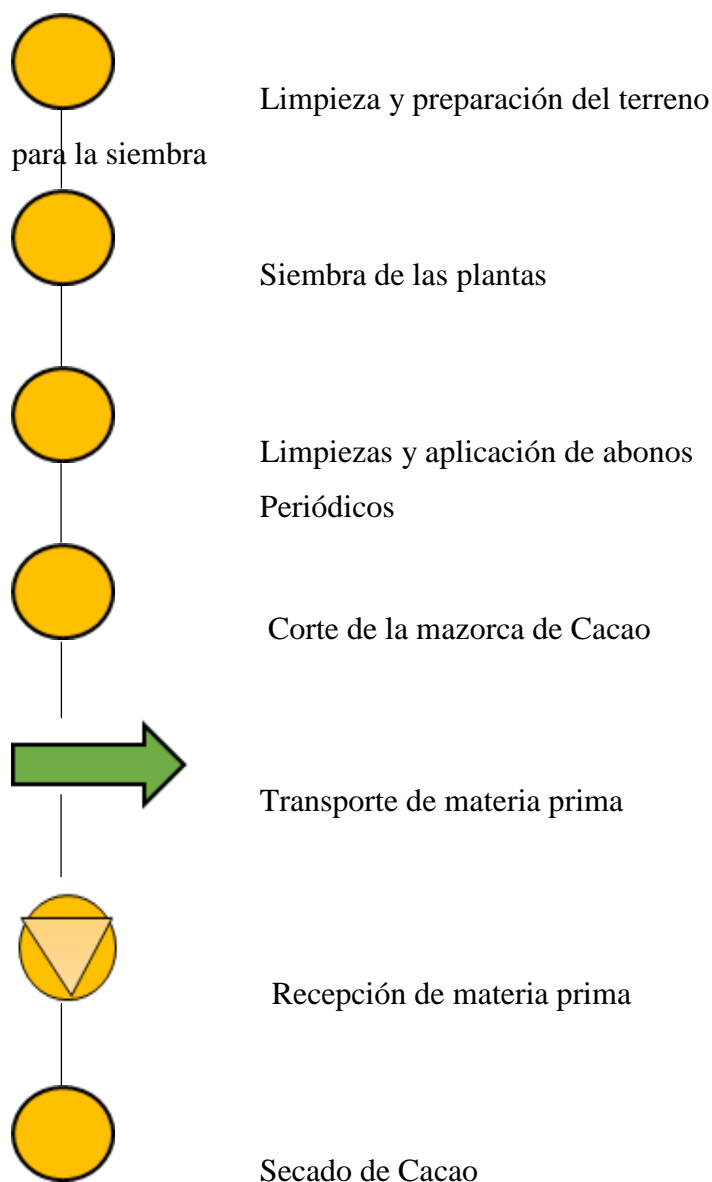 Limpieza y preparación del terreno
para la siembra
Siembra de las plantas
Limpiezas y aplicación de abonos
Periódicos
Corte de la mazorca de Cacao
Transporte de materia prima
Recepción de materia prima
Secado de Cacao